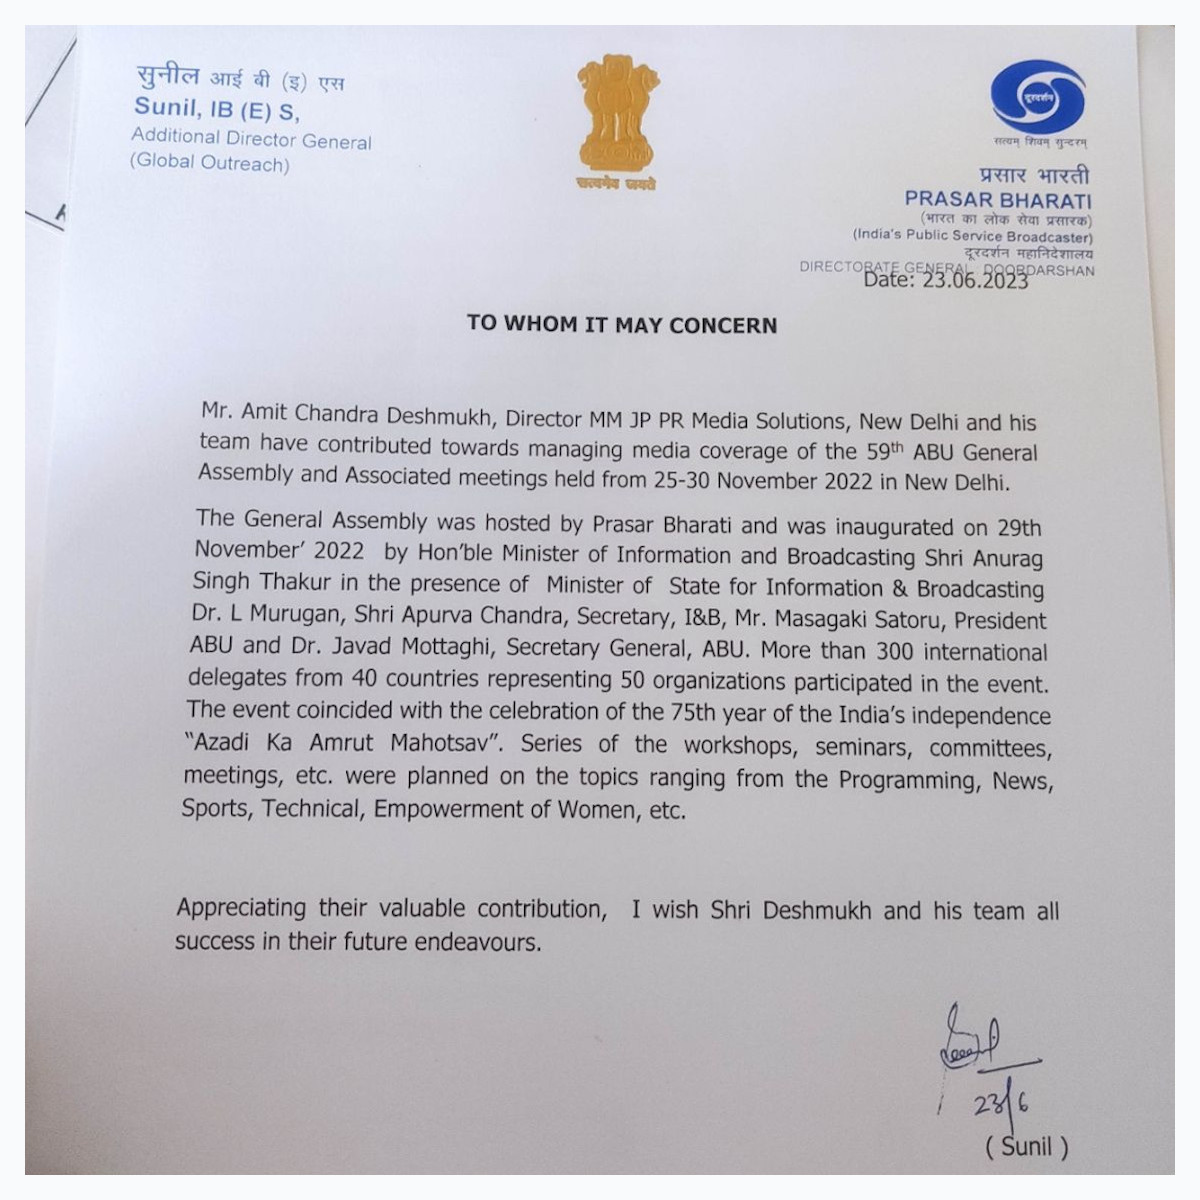 सुनील आई बी (इ) एस
Sunil, IB (E) S,
Additional Director General
(Global Outreach)
सत्यमेव जयते
दूरदर्शन
सत्यम् शिवम् सुन्दरम्
प्रसार भारती
PRASAR BHARATI
(भारत का लोक सेवा प्रसारक)
(India's Public Service Broadcaster)
दूरदर्शन महानिदेशालय
DIRECTORATE GENERAL : DOORDARSHAN
Date: 23.06.2023
TO WHOM IT MAY CONCERN
Mr. Amit Chandra Deshmukh, Director MM JP PR Media Solutions, New Delhi and his
team have contributed towards managing media coverage of the 59th ABU General
Assembly and Associated meetings held from 25-30 November 2022 in New Delhi.
The General Assembly was hosted by Prasar Bharati and was inaugurated on 29th
November' 2022 by Hon'ble Minister of Information and Broadcasting Shri Anurag
Singh Thakur in the presence of Minister of State for Information & Broadcasting
Dr. L Murugan, Shri Apurva Chandra, Secretary, I&B, Mr. Masagaki Satoru, President
ABU and Dr. Javad Mottaghi, Secretary General, ABU. More than 300 international
delegates from 40 countries representing 50 organizations participated in the event.
The event coincided with the celebration of the 75th year of the India's independence
"Azadi Ka Amrut Mahotsav". Series of the workshops, seminars, committees,
meetings, etc. were planned on the topics ranging from the Programming, News,
Sports, Technical, Empowerment of Women, etc.
Appreciating their valuable contribution, I wish Shri Deshmukh and his team all
success in their future endeavours.
23/6
( Sunil )